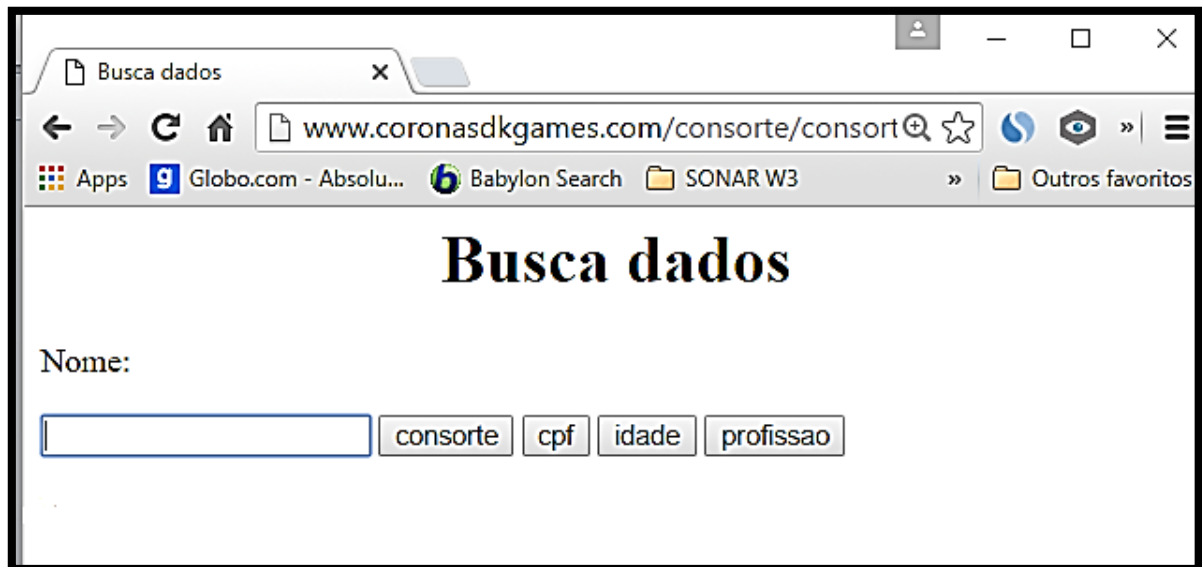 Busca dados
www.coronasdkgames.com/consorte/consort
Apps g Globo.com - Absolu... b Babylon Search SONAR W3 » Outros favoritos
Busca dados
Nome:
consorte cpf idade profissao